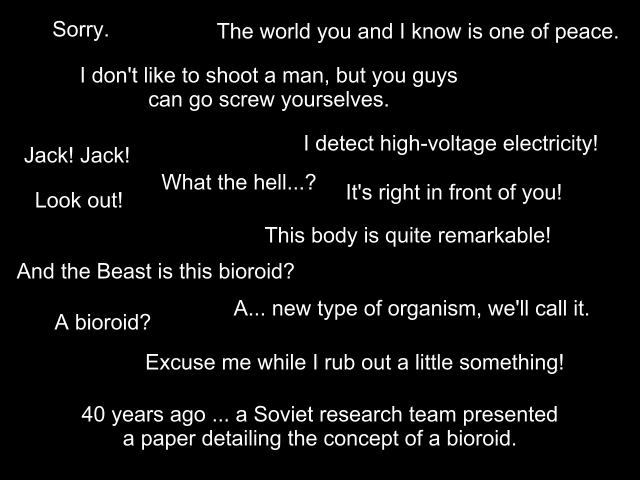 Sorry.
The world you and I know is one of peace.
I don't like to shoot a man, but you guys
can go screw yourselves.
I detect high-voltage electricity!
Jack! Jack!
What the hell...?
It's right in front of you!
Look out!
This body is quite remarkable!
And the Beast is this bioroid?
A... new type of organism, we'll call it.
A bioroid?
Excuse me while I rub out a little something!
40 years ago ... a Soviet research team presented
a paper detailing the concept of a bioroid.